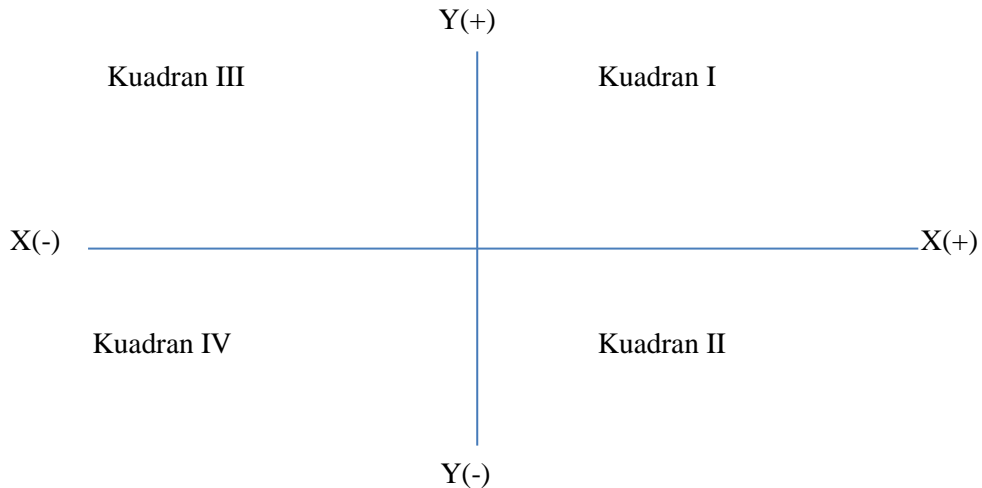 Y(+)
Kuadran III
Kuadran I
X(-)
X(+)
Kuadran IV
Kuadran II
Y(-)